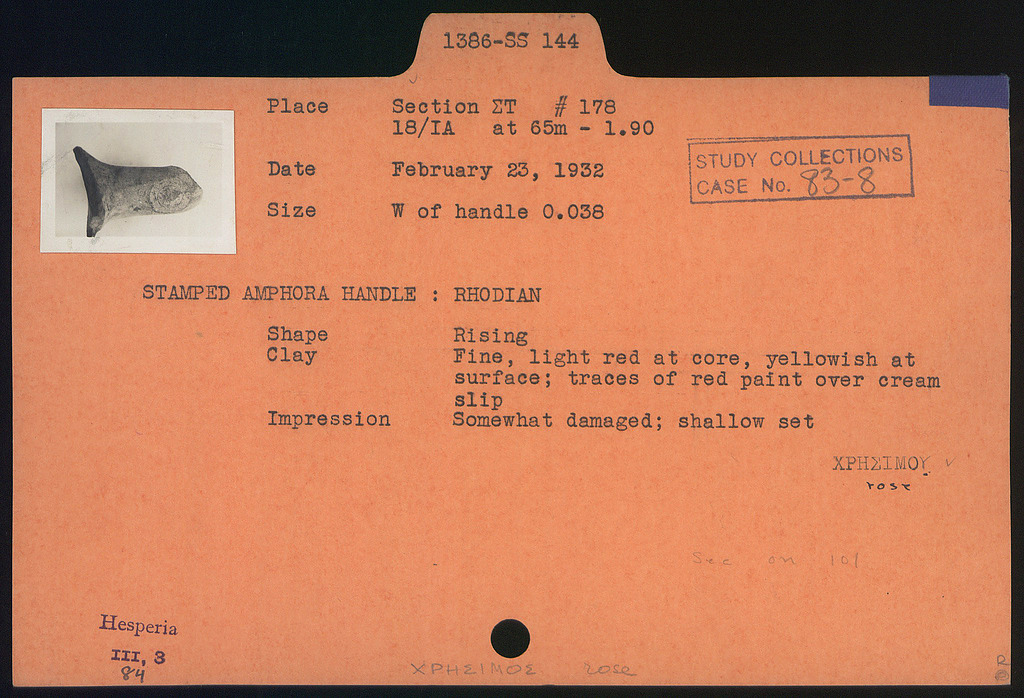 1386-SS 144
Place Section ΣΤ # 178
18/IA at 65m - 1.90
STUDY COLLECTIONS
CASE No. 83-8
Date February 23, 1932
Size W of handle 0.038
STAMPED AMPHORA HANDLE : RHODIAN
Shape Rising
Clay Fine, light red at core, yellowish at
surface; traces of red paint over cream
slip
Impression Somewhat damaged; shallow set
ΧΡΗΣΙΜΟΥ
rose
See on 101
Hesperia
III, 3
84
ΧΡΗΣΙΜΟΣ rose
R